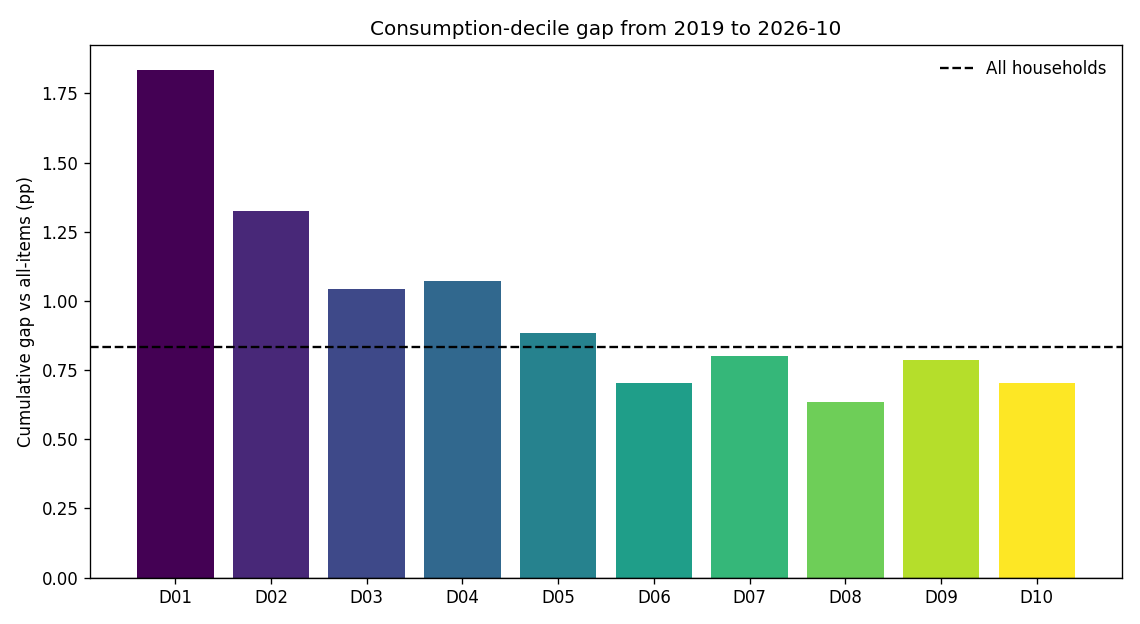 Consumption-decile gap from 2019 to 2026-10
All households
Cumulative gap vs all-items (pp)
1.75
1.50
1.25
1.00
0.75
0.50
0.25
0.00
D01 D02 D03 D04 D05 D06 D07 D08 D09 D10